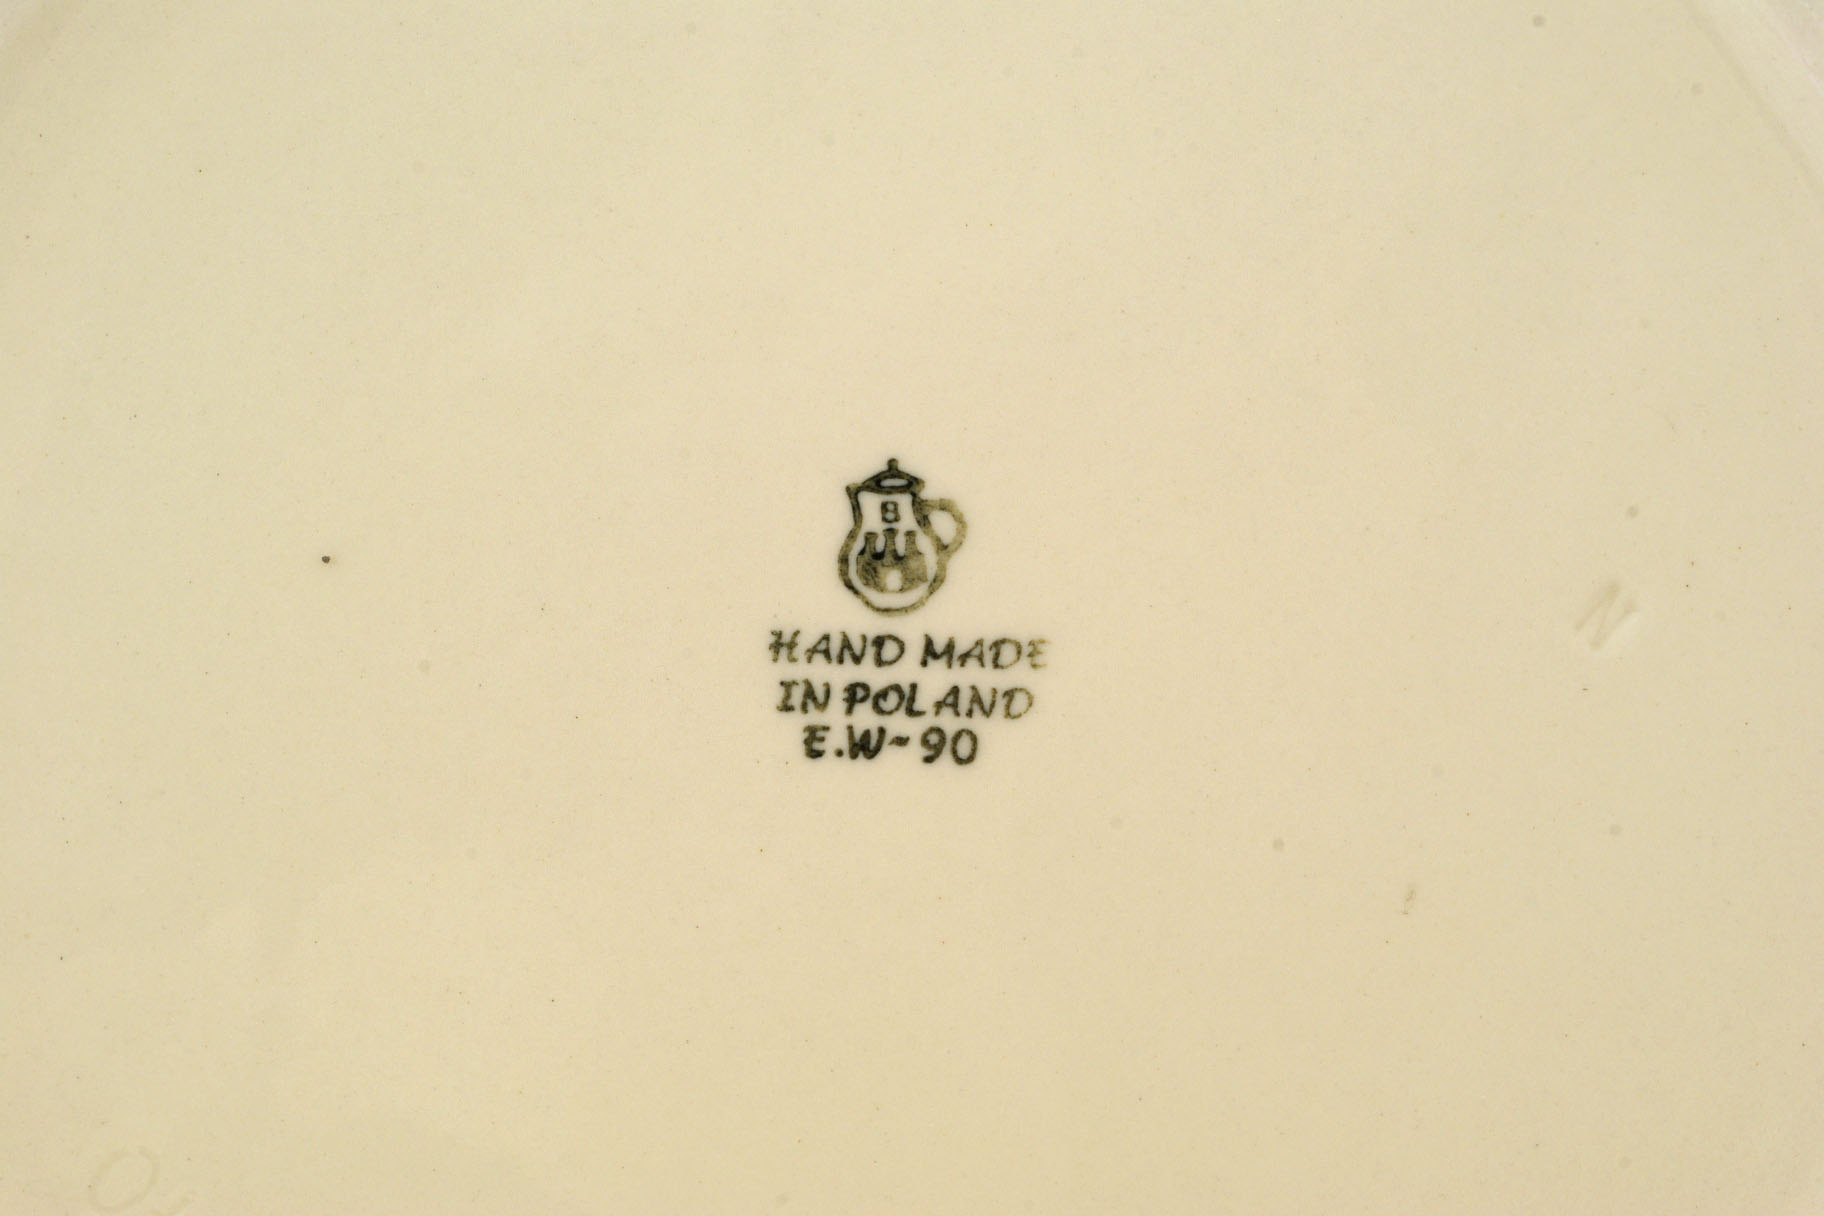 B
HAND MADE
IN POLAND
E.W-90
N